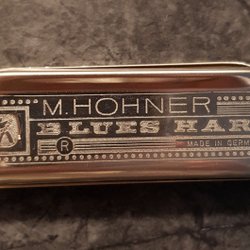 M. HOHNER
BLUES HAR
R MADE IN GERM